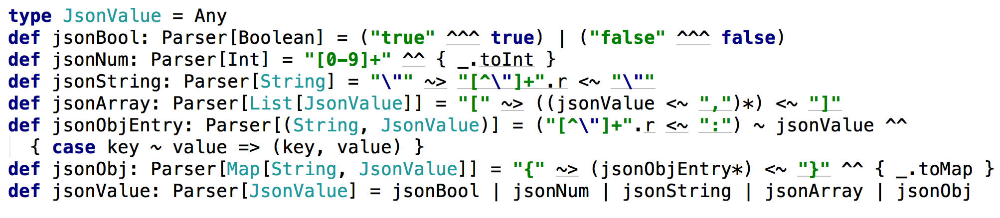 type JsonValue = Any
def jsonBool: Parser[Boolean] = ("true" ^^^ true) | ("false" ^^^ false)
def jsonNum: Parser[Int] = "[0-9]+" ^^ { _.toInt }
def jsonString: Parser[String] = "\"" ~> "[^\"]+".r <~ "\""
def jsonArray: Parser[List[JsonValue]] = "[" ~> ((jsonValue <~ ",")*) <~ "]"
def jsonObjEntry: Parser[(String, JsonValue)] = ("[^\"]+".r <~ ":") ~ jsonValue ^^
  { case key ~ value => (key, value) }
def jsonObj: Parser[Map[String, JsonValue]] = "{" ~> (jsonObjEntry*) <~ "}" ^^ { _.toMap }
def jsonValue: Parser[JsonValue] = jsonBool | jsonNum | jsonString | jsonArray | jsonObj